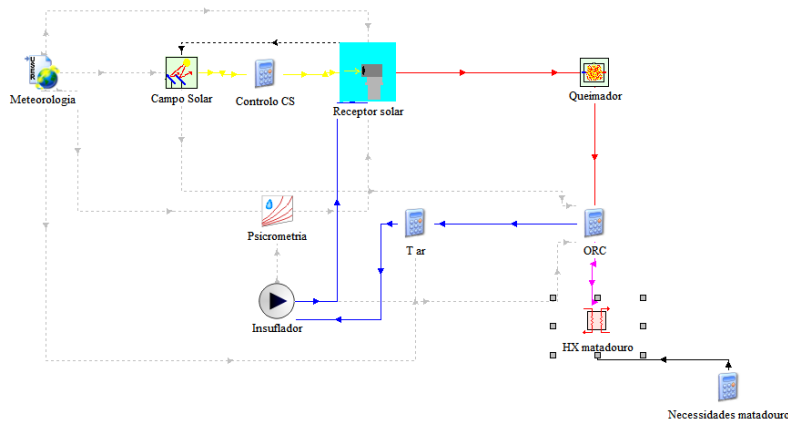 Meteorologia
Campo Solar
Controlo CS
Receptor solar
Queimador
Psicrometria
T ar
ORC
Insuflador
HX matadouro
Necessidades matadouro